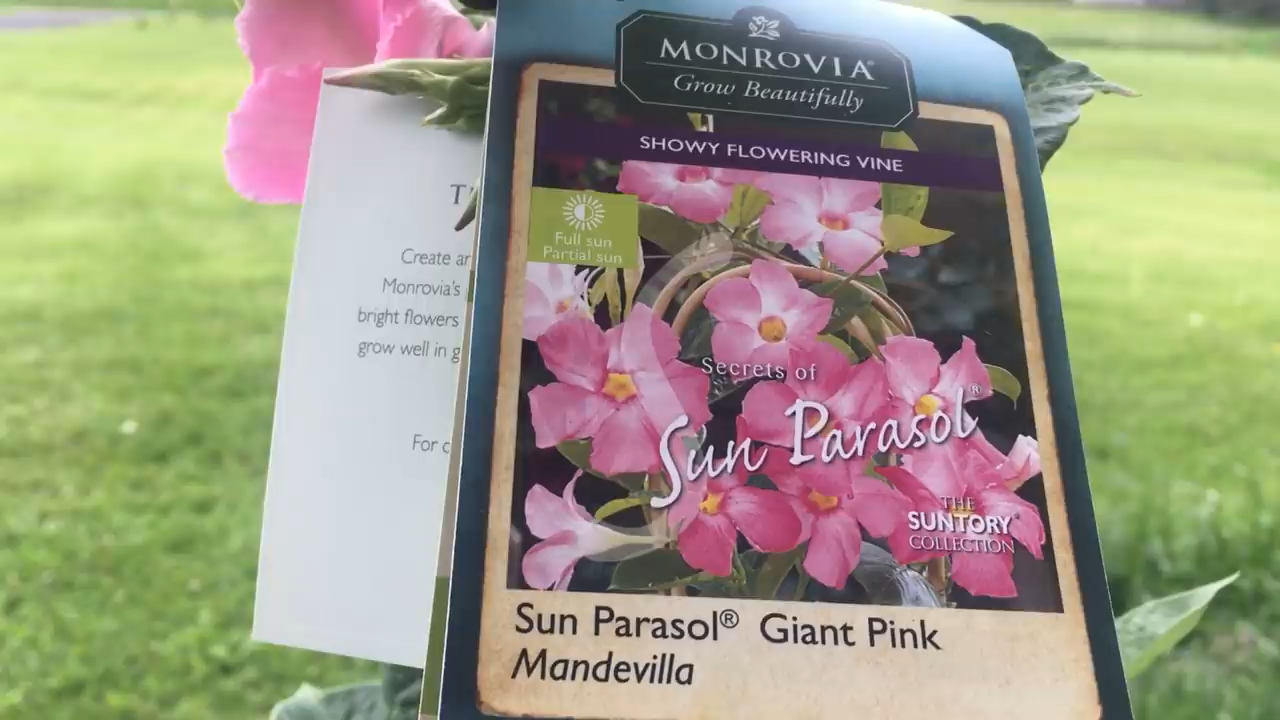 MONROVIA®
Grow Beautifully
SHOWY FLOWERING VINE
Full sun
Partial sun
Secrets of
Sun Parasol®
THE
SUNTORY®
COLLECTION
Sun Parasol® Giant Pink
Mandevilla
Create
Monrovia's
bright flowers
grow well in
For